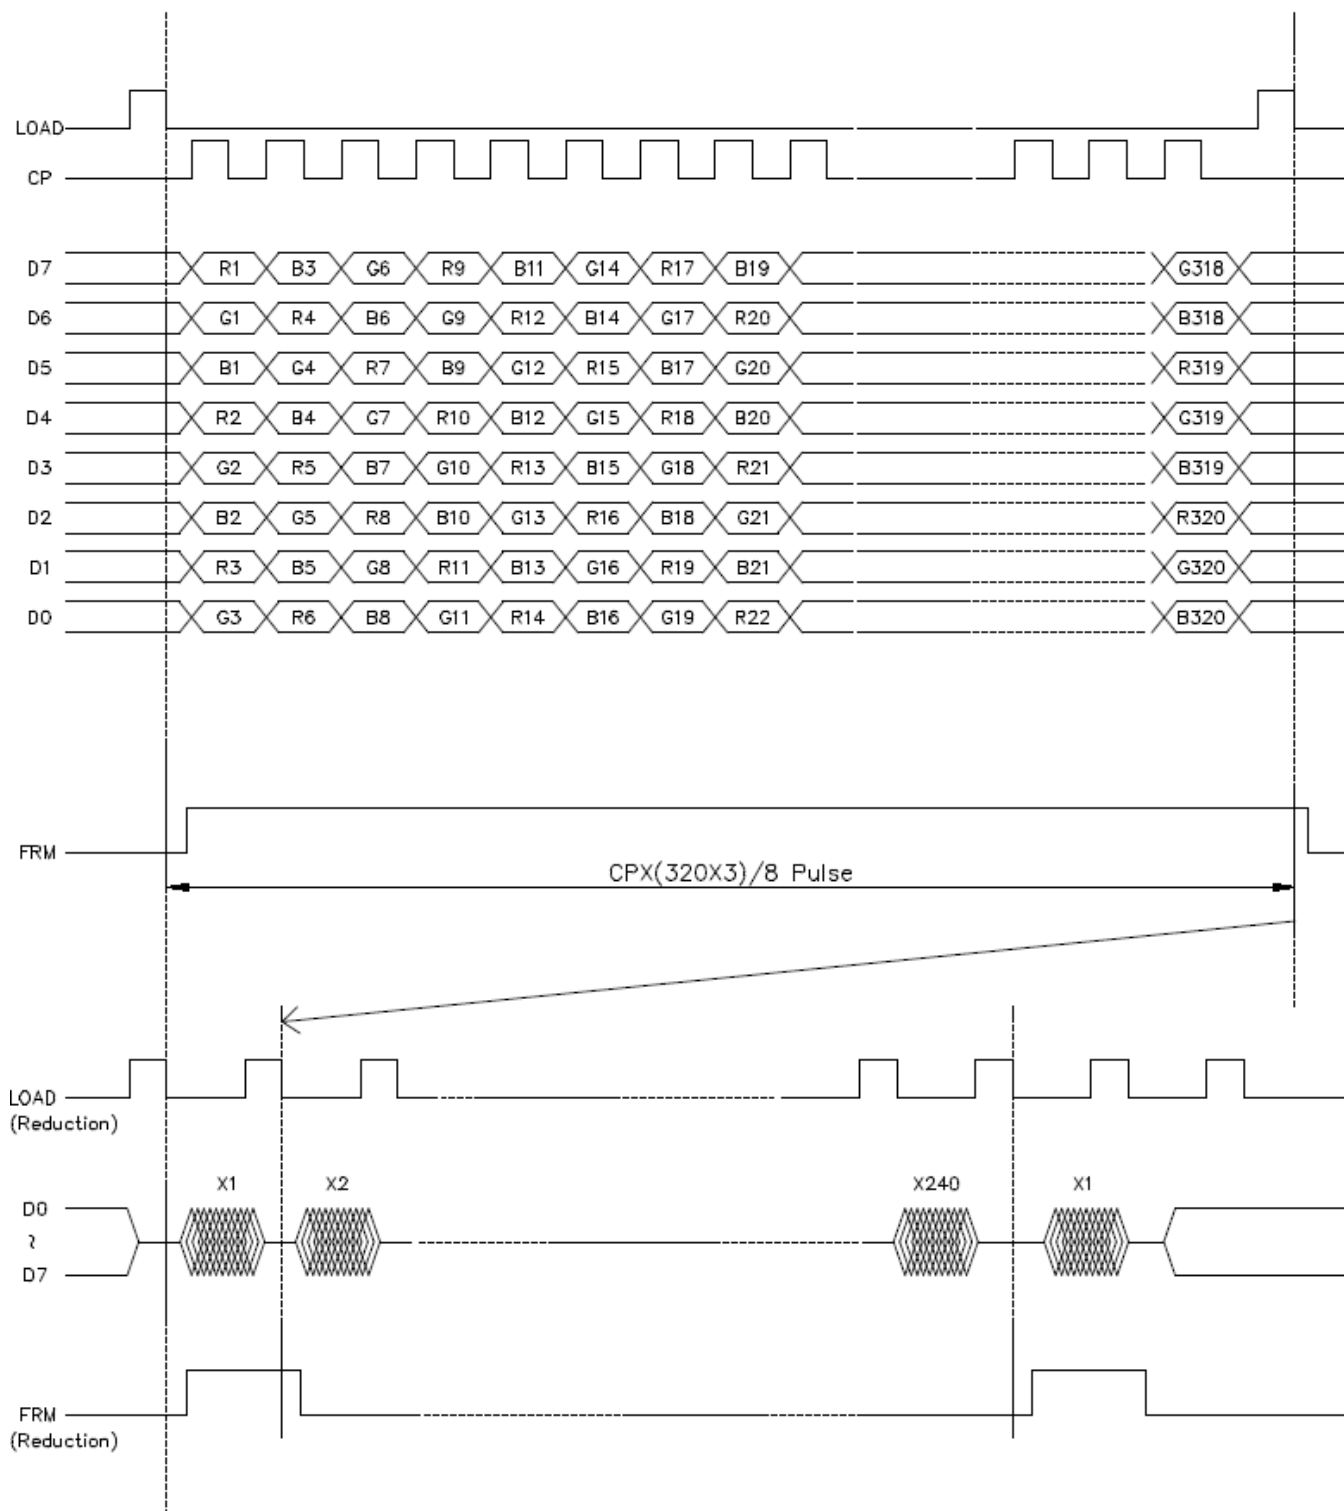 LOAD
CP
D7 R1 B3 G6 R9 B11 G14 R17 B19 G318
D6 G1 R4 B6 G9 R12 B14 G17 R20 B318
D5 B1 G4 R7 B9 G12 R15 B17 G20 R319
D4 R2 B4 G7 R10 B12 G15 R18 B20 G319
D3 G2 R5 B7 G10 R13 B15 G18 R21 B319
D2 B2 G5 R8 B10 G13 R16 B18 G21 R320
D1 R3 B5 G8 R11 B13 G16 R19 B21 G320
D0 G3 R6 B8 G11 R14 B16 G19 R22 B320
FRM
CPX(320X3)/8 Pulse
LOAD
(Reduction)
X1 X2 X240 X1
D0
~
D7
FRM
(Reduction)